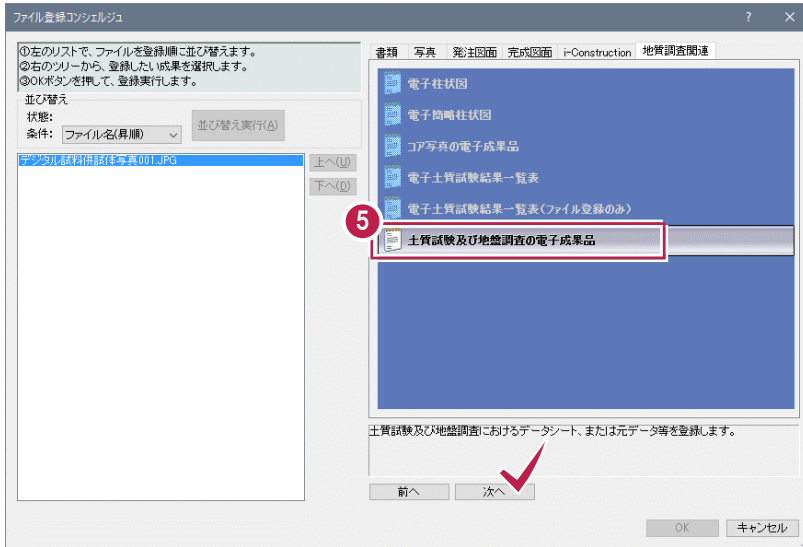 ファイル登録コンシェルジュ
①左のリストで、ファイルを登録順に並び替えます。
②右のツリーから、登録したい成果を選択します。
③OKボタンを押して、登録実行します。
並び替え
状態:
条件: ファイル名(昇順)
並び替え実行(A)
デジタル試料供試体写真001.JPG
上へ(U)
下へ(D)
書類 写真 発注図面 完成図面 i-Construction 地質調査関連
電子柱状図
電子簡略柱状図
コア写真の電子成果品
電子土質試験結果一覧表
電子土質試験結果一覧表(ファイル登録のみ)
5
土質試験及び地盤調査の電子成果品
土質試験及び地盤調査におけるデータシート、または元データ等を登録します。
前へ 次へ
OK キャンセル